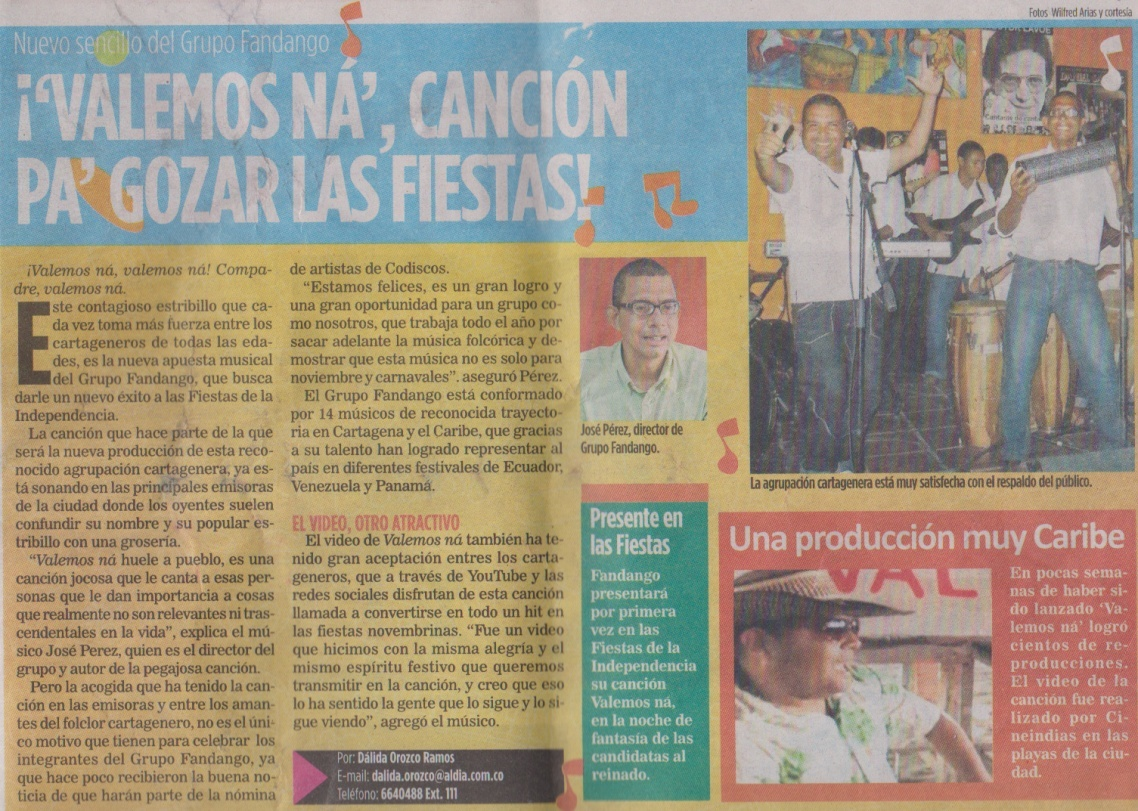 Fotos Wilfred Arias y cortesía
Nuevo sencillo del Grupo Fandango
¡‘VALEMOS NÁ’, CANCIÓN
PA’ GOZAR LAS FIESTAS!
¡Valemos ná, valemos ná! Compa-
dre, valemos ná.
Este contagioso estribillo que ca-
da vez toma más fuerza entre los
cartageneros de todas las eda-
des, es la nueva apuesta musical
del Grupo Fandango, que busca
darle un nuevo éxito a las Fiestas de la
Independencia.
La canción que hace parte de la que
será la nueva producción de esta reco-
nocido agrupación cartagenera, ya es-
tá sonando en las principales emisoras
de la ciudad donde los oyentes suelen
confundir su nombre y su popular es-
tribillo con una grosería.
“Valemos ná huele a pueblo, es una
canción jocosa que le canta a esas per-
sonas que le dan importancia a cosas
que realmente no son relevantes ni tras-
cendentales en la vida”, explica el mú-
sico José Perez, quien es el director del
grupo y autor de la pegajosa canción.
Pero la acogida que ha tenido la can-
ción en las emisoras y entre los aman-
tes del folclor cartagenero, no es el úni-
co motivo que tienen para celebrar los
integrantes del Grupo Fandango, ya
que hace poco recibieron la buena no-
ticia de que harán parte de la nómina
de artistas de Codiscos.
“Estamos felices, es un gran logro y
una gran oportunidad para un grupo co-
mo nosotros, que trabaja todo el año por
sacar adelante la música folcórica y de-
mostrar que esta música no es solo para
noviembre y carnavales”. aseguró Pérez.
El Grupo Fandango está conformado
por 14 músicos de reconocida trayecto-
ria en Cartagena y el Caribe, que gracias
a su talento han logrado representar al
país en diferentes festivales de Ecuador,
Venezuela y Panamá.
EL VIDEO, OTRO ATRACTIVO
El video de Valemos ná también ha te-
nido gran aceptación entres los carta-
generos, que a través de YouTube y las
redes sociales disfrutan de esta canción
llamada a convertirse en todo un hit en
las fiestas novembrinas. “Fue un video
que hicimos con la misma alegría y el
mismo espíritu festivo que queremos
transmitir en la canción, y creo que eso
lo ha sentido la gente que lo sigue y lo si-
gue viendo”, agregó el músico.
Por: Dálida Orozco Ramos
E-mail: dalida.orozco@aldia.com.co
Teléfono: 6640488 Ext. 111
José Pérez, director de
Grupo Fandango.
Presente en
las Fiestas
Fandango
presentará
por primera
vez en las
Fiestas de la
Independencia
su canción
Valemos ná,
en la noche de
fantasía de las
candidatas al
reinado.
LAVOE
La agrupación cartagenera está muy satisfecha con el respaldo del público.
Una producción muy Caribe
VAL
En pocas sema-
nas de haber si-
do lanzado ‘Va-
lemos ná’ logró
cientos de re-
producciones.
El video de la
canción fue rea-
lizado por Ci-
neindias en las
playas de la ciu-
dad.